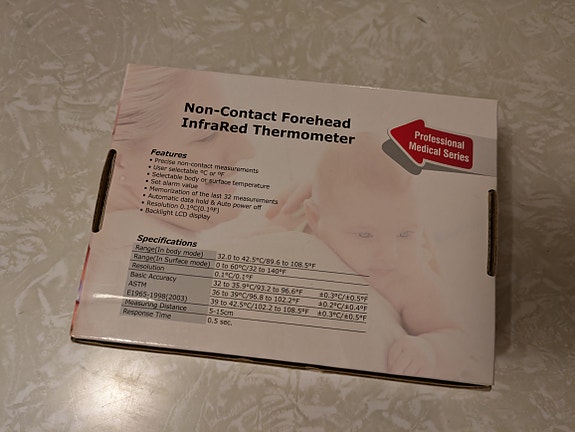 Non-Contact Forehead
InfraRed Thermometer
Professional
Medical Series
Features
• Precise non-contact measurements
• User selectable ºC or ºF
• Selectable body or surface temperature
• Set alarm value
• Memorization of the last 32 measurements
• Automatic data hold & Auto power off
• Resolution 0.1ºC(0.1ºF)
• Backlight LCD display
Specifications
Range(In body mode) 32.0 to 42.5°C/89.6 to 108.5°F
Range(In Surface mode) 0 to 60°C/32 to 140°F
Resolution 0.1°C/0.1°F
Basic Accuracy 32 to 35.9°C/93.2 to 96.6°F ±0.3°C/±0.5°F
ASTM 36 to 39°C/96.8 to 102.2°F ±0.2°C/±0.4°F
E1965-1998(2003) 39 to 42.5°C/102.2 to 108.5°F ±0.3°C/±0.5°F
Measuring Distance 5-15cm
Response Time 0.5 sec.